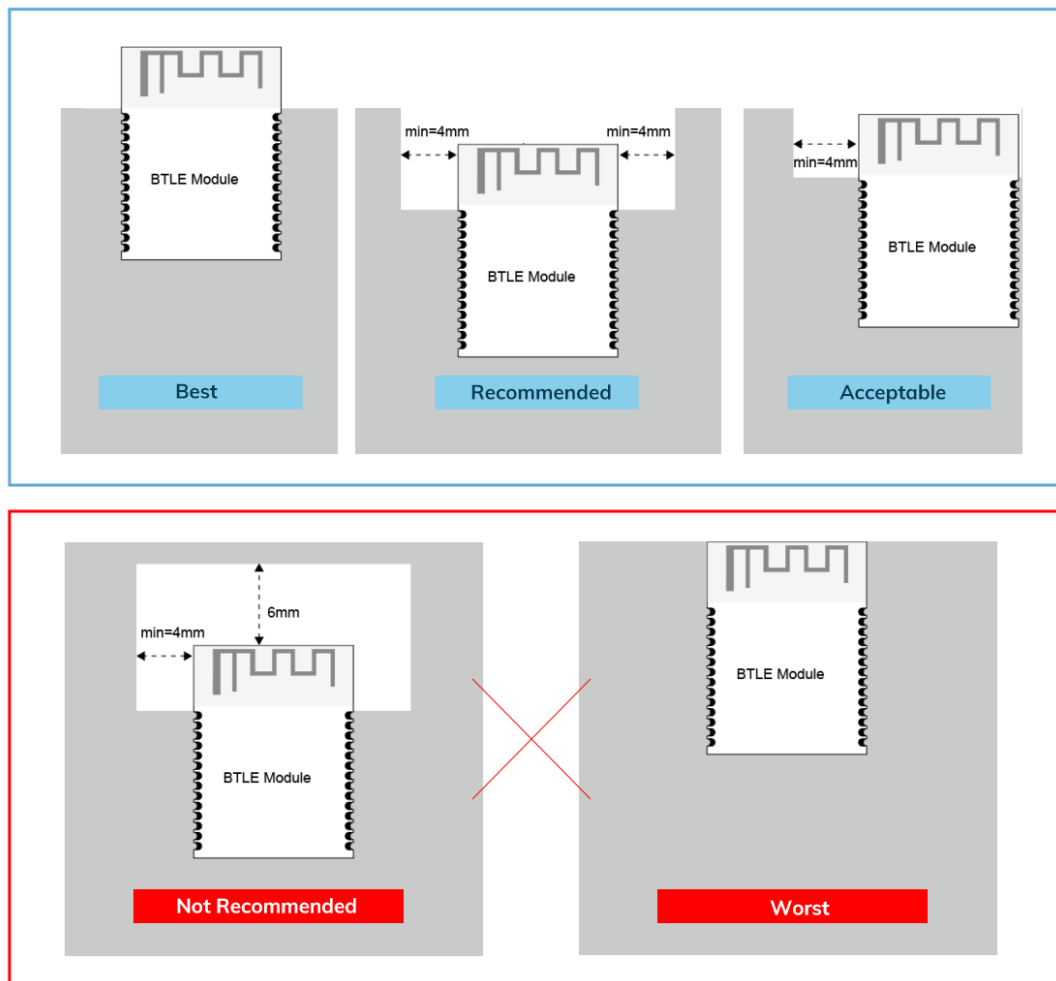 min=4mm
min=4mm
min=4mm
BTLE Module
BTLE Module
BTLE Module
Best
Recommended
Acceptable
6mm
min=4mm
BTLE Module
BTLE Module
Not Recommended
Worst